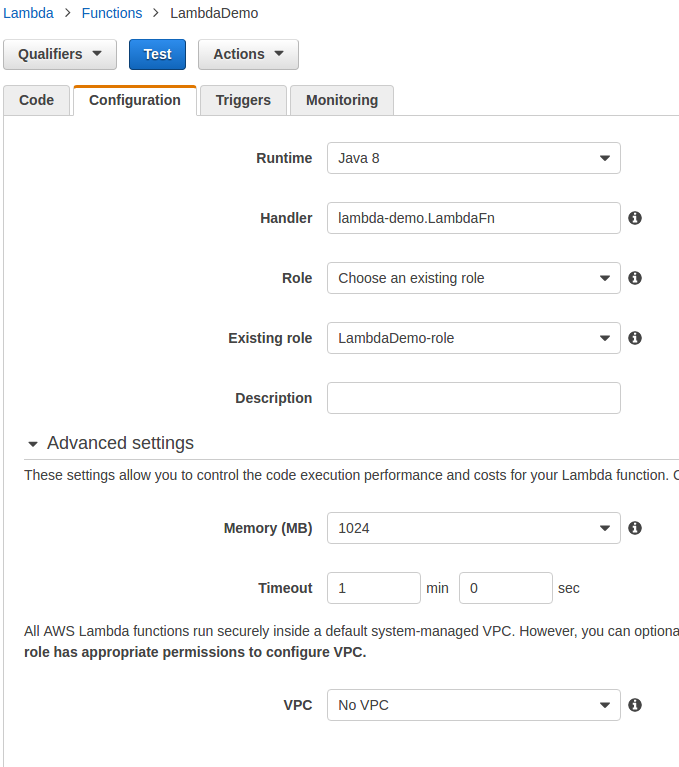 Lambda > Functions > LambdaDemo
Qualifiers Test Actions
Code Configuration Triggers Monitoring
Runtime Java 8
Handler lambda-demo.LambdaFn
Role Choose an existing role
Existing role LambdaDemo-role
Description
Advanced settings
These settings allow you to control the code execution performance and costs for your Lambda function.
Memory (MB) 1024
Timeout 1 min 0 sec
All AWS Lambda functions run securely inside a default system-managed VPC. However, you can optiona
role has appropriate permissions to configure VPC.
VPC No VPC